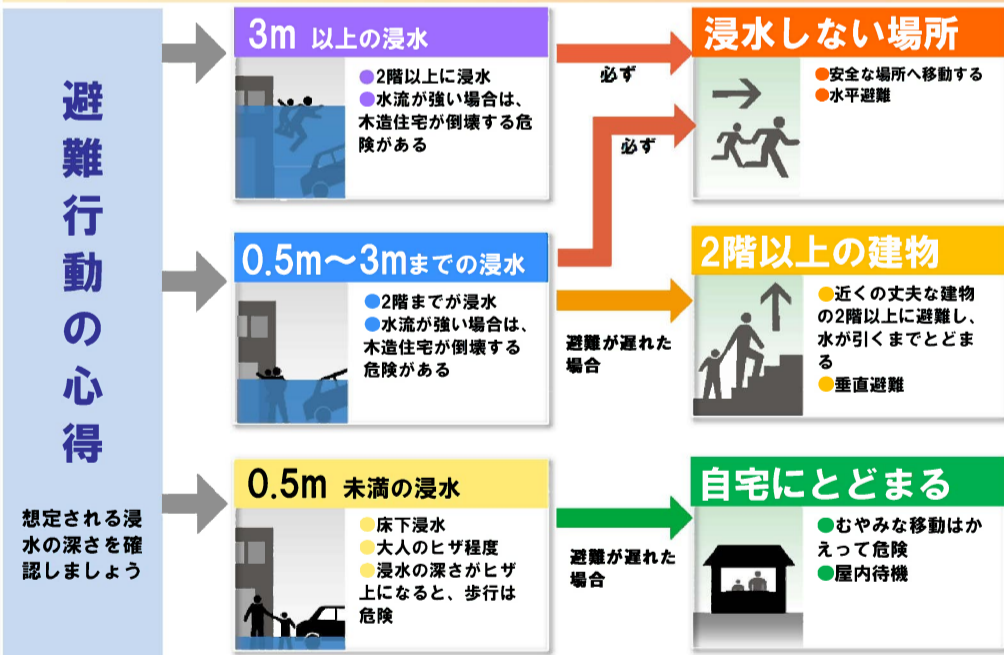 避難行動の心得
想定される浸
水の深さを確
認しましょう
3m 以上の浸水
●2階以上に浸水
●水流が強い場合は、
木造住宅が倒壊する危
険がある
必ず
浸水しない場所
●安全な場所へ移動する
●水平避難
0.5m～3mまでの浸水
●2階までが浸水
●水流が強い場合は、
木造住宅が倒壊する
危険がある
必ず
避難が遅れた
場合
2階以上の建物
●近くの丈夫な建物
の2階以上に避難し、
水が引くまでとどま
る
●垂直避難
0.5m 未満の浸水
●床下浸水
●大人のヒザ程度
●浸水の深さがヒザ
上になると、歩行は
危険
避難が遅れた
場合
自宅にとどまる
●むやみな移動はか
えって危険
●屋内待機